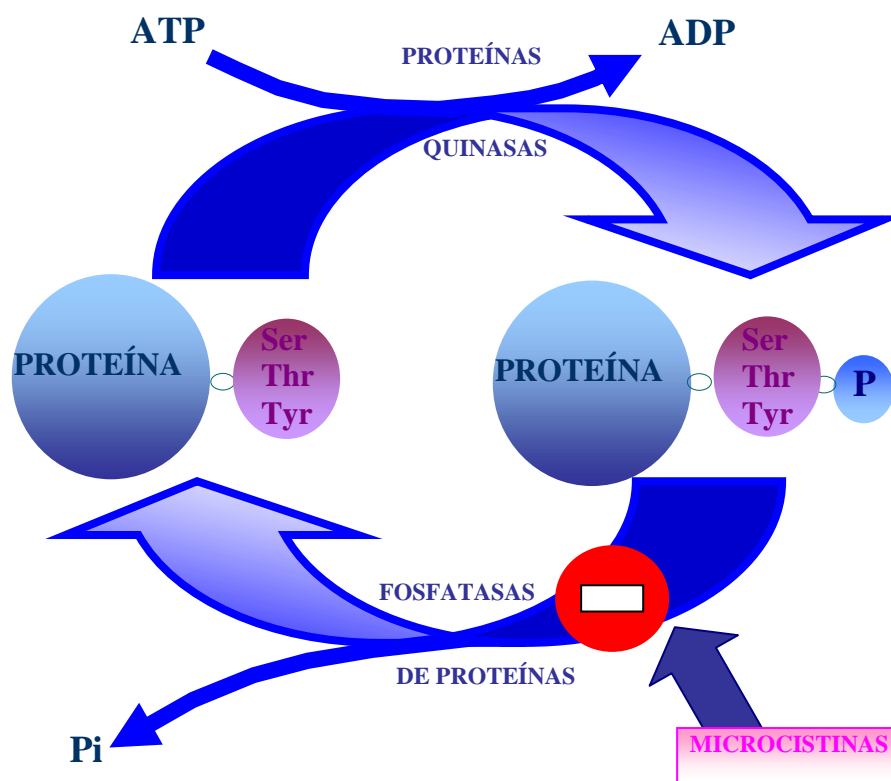 ATP
ADP
PROTEÍNAS
QUINASAS
PROTEÍNA
Ser
Thr
Tyr
PROTEÍNA
Ser
Thr
Tyr
P
FOSFATASAS
DE PROTEÍNAS
Pi
MICROCISTINAS